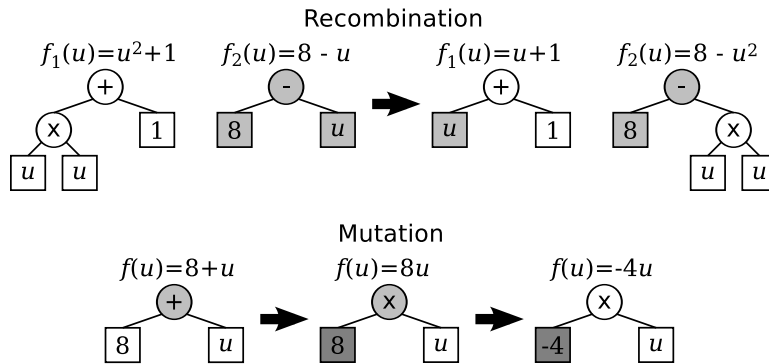 Recombination
f₁(u)=u²+1 f₂(u)=8 - u f₁(u)=u+1 f₂(u)=8 - u²
+ - + -
x 1 8 u u 1 8 x
u u u u
Mutation
f(u)=8+u f(u)=8u f(u)=-4u
+ x x
8 u 8 u -4 u